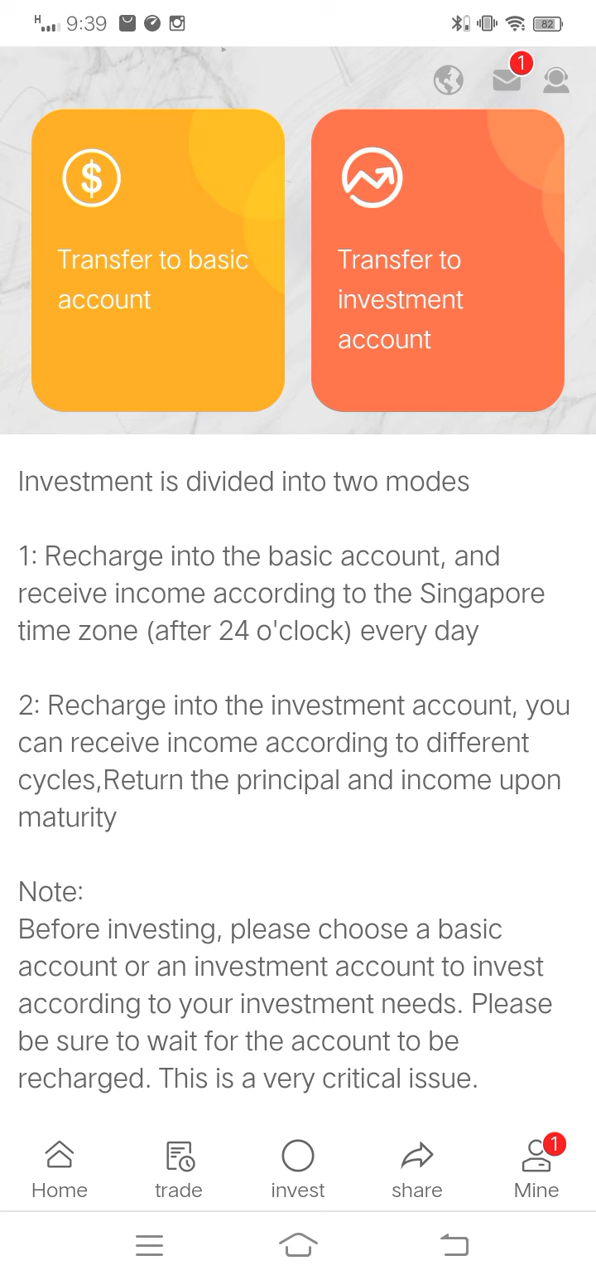 H 9:39 82
1
Transfer to basic
account
Transfer to
investment
account
Investment is divided into two modes
1: Recharge into the basic account, and
receive income according to the Singapore
time zone (after 24 o'clock) every day
2: Recharge into the investment account, you
can receive income according to different
cycles,Return the principal and income upon
maturity
Note:
Before investing, please choose a basic
account or an investment account to invest
according to your investment needs. Please
be sure to wait for the account to be
recharged. This is a very critical issue.
1
Home trade invest share Mine